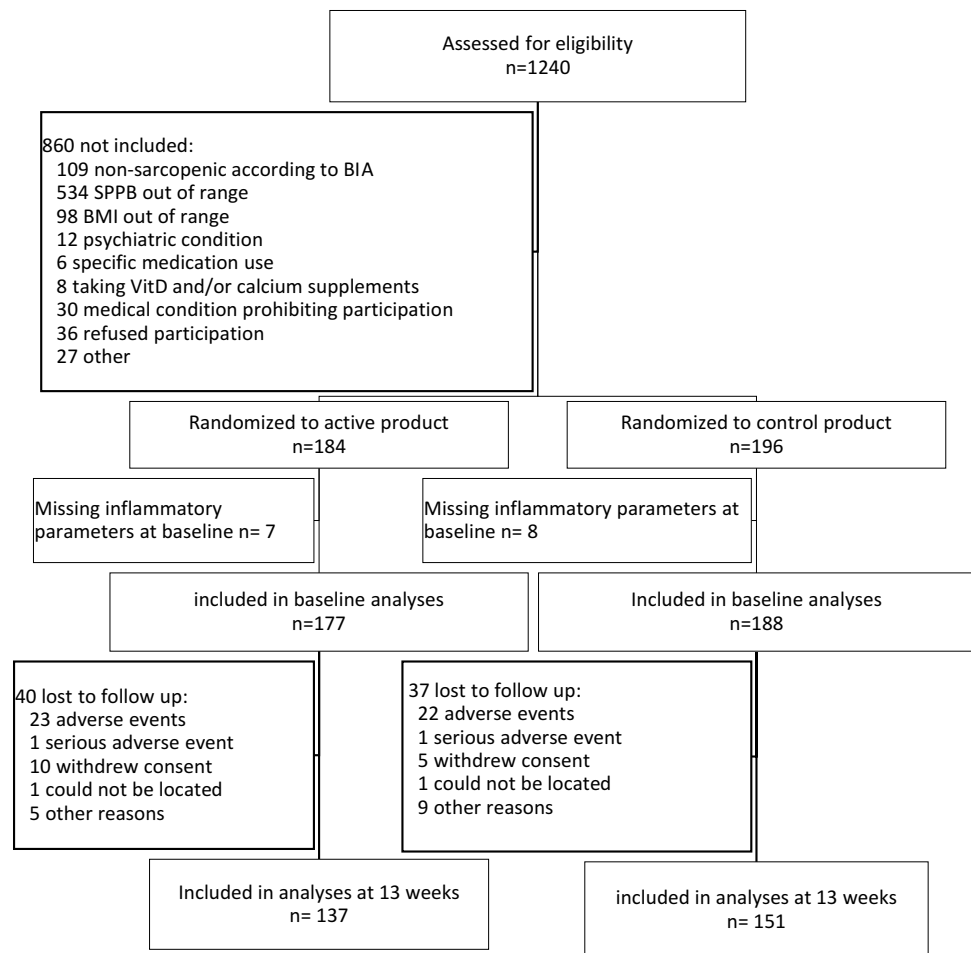 Assessed for eligibility
n=1240
860 not included:
109 non-sarcopenic according to BIA
534 SPPB out of range
98 BMI out of range
12 psychiatric condition
6 specific medication use
8 taking VitD and/or calcium supplements
30 medical condition prohibiting participation
36 refused participation
27 other
Randomized to active product
n=184
Randomized to control product
n=196
Missing inflammatory
parameters at baseline n= 7
Missing inflammatory parameters at
baseline n= 8
included in baseline analyses
n=177
Included in baseline analyses
n=188
40 lost to follow up:
23 adverse events
1 serious adverse event
10 withdrew consent
1 could not be located
5 other reasons
37 lost to follow up:
22 adverse events
1 serious adverse event
5 withdrew consent
1 could not be located
9 other reasons
Included in analyses at 13 weeks
n= 137
included in analyses at 13 weeks
n= 151